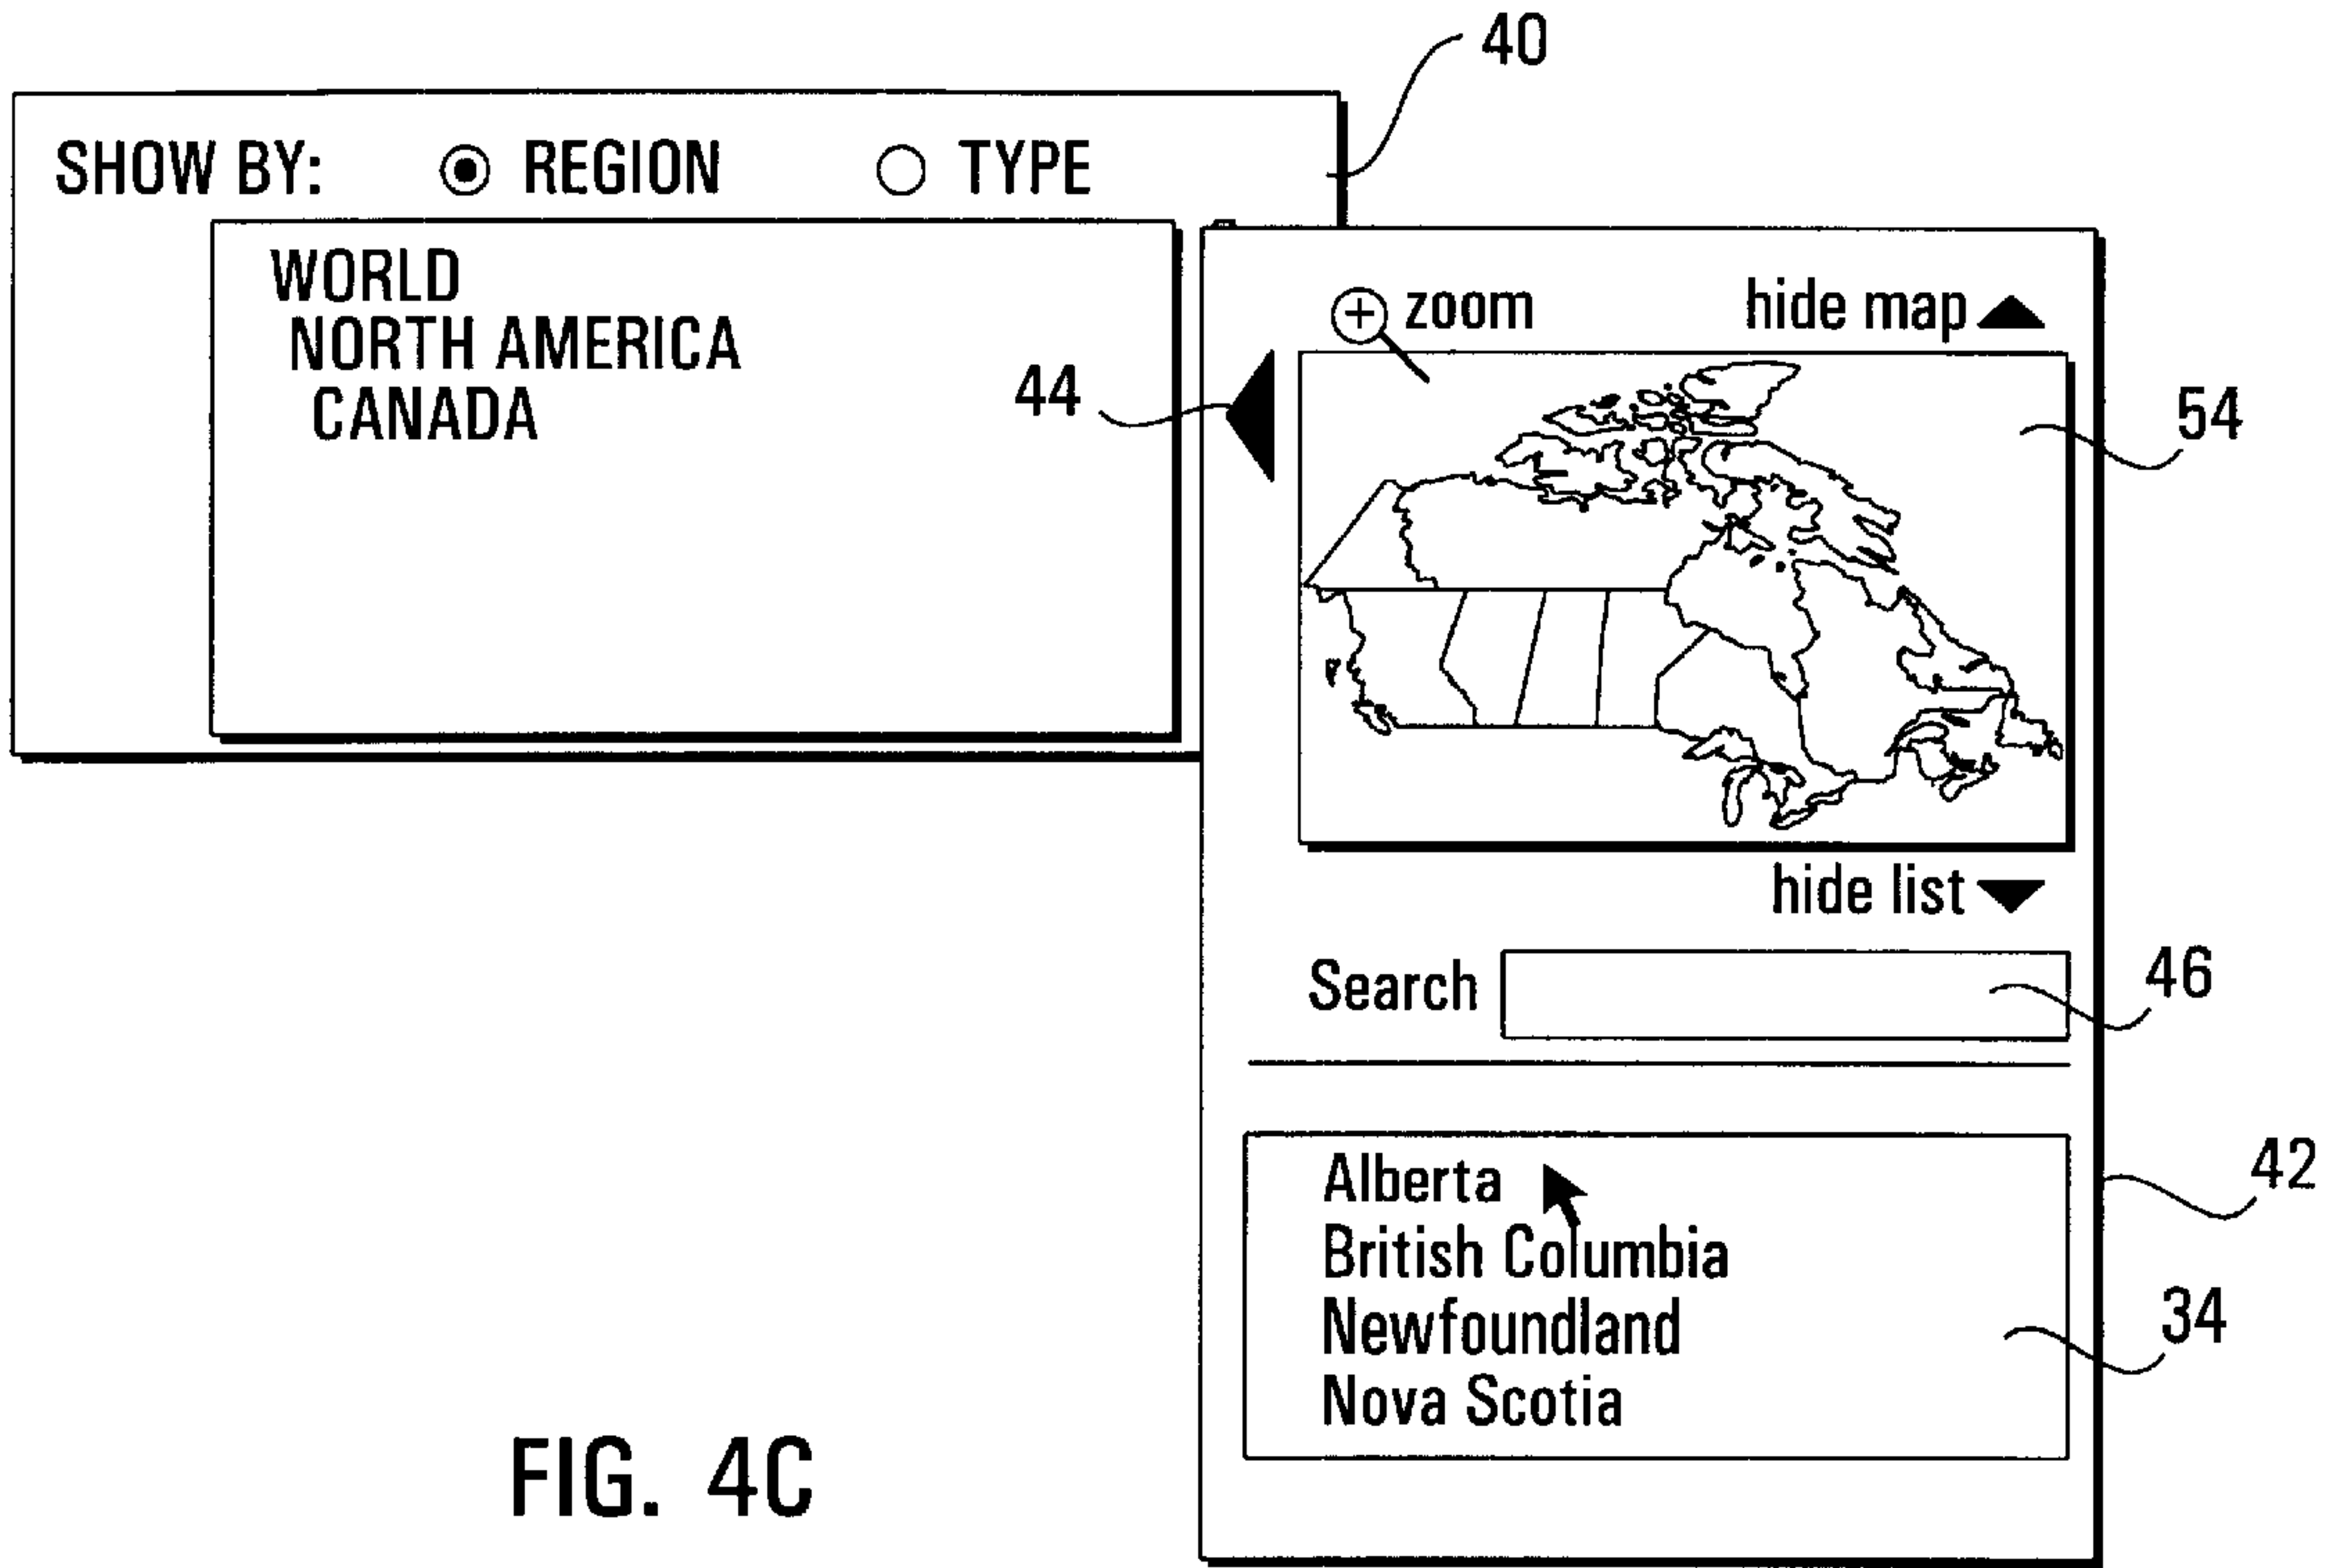 40
SHOW BY: REGION TYPE
WORLD
NORTH AMERICA
CANADA
44
zoom hide map
54
hide list
Search
46
42
Alberta
British Columbia
Newfoundland
Nova Scotia
34
FIG. 4C